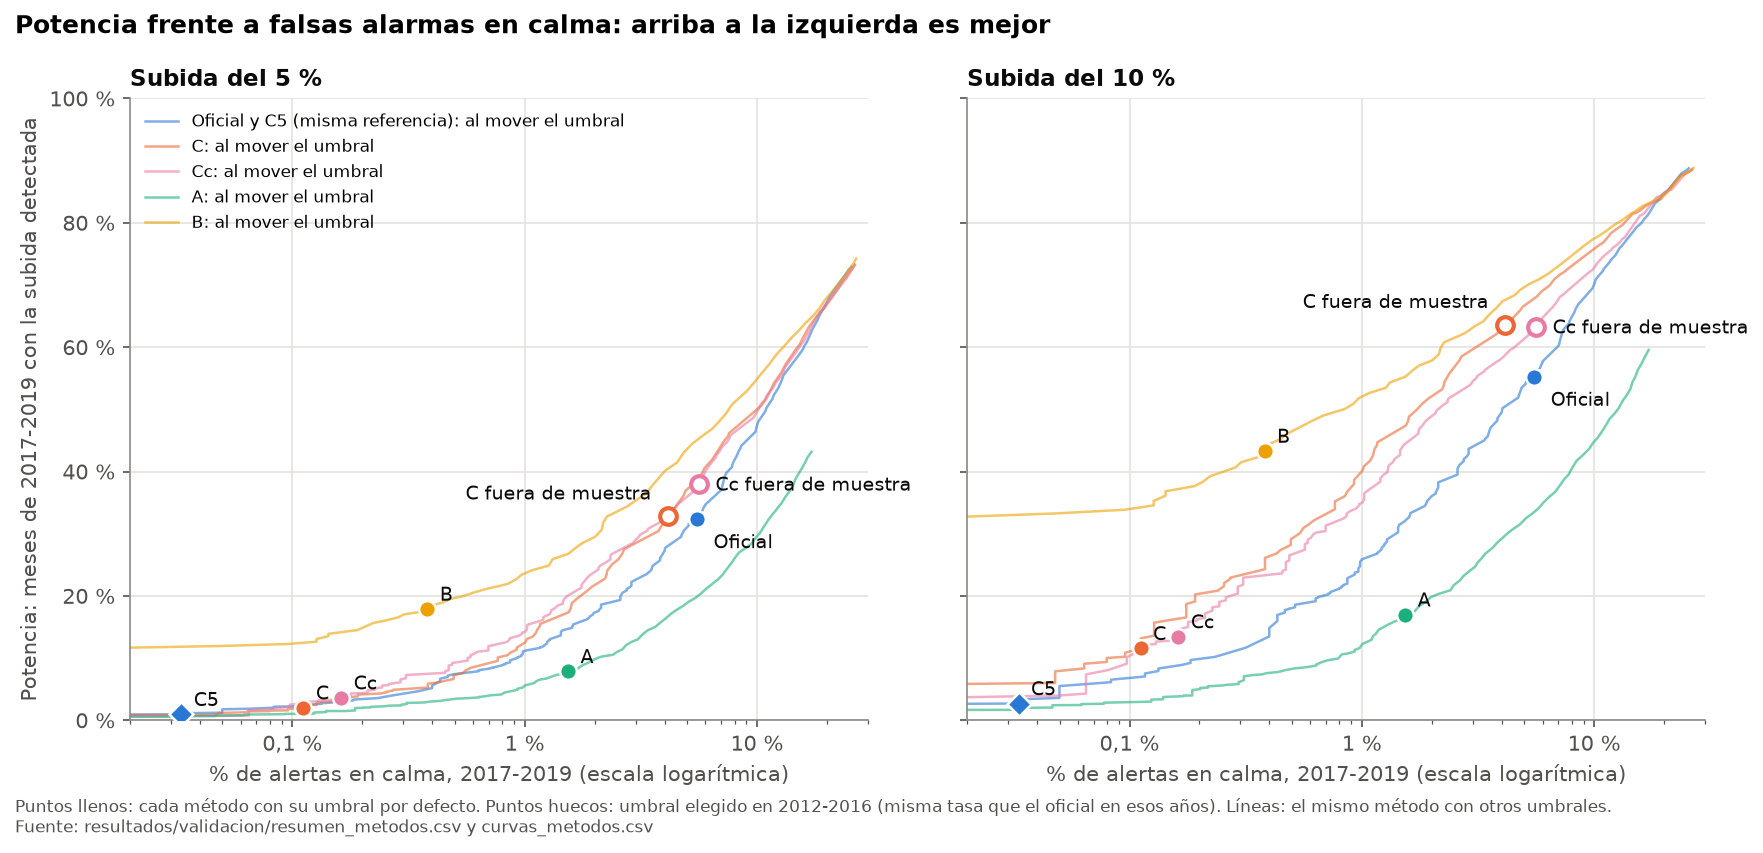 Potencia frente a falsas alarmas en calma: arriba a la izquierda es mejor
Subida del 5 %
Subida del 10 %
Potencia: meses de 2017-2019 con la subida detectada
100 %
80 %
60 %
40 %
20 %
0 %
Oficial y C5 (misma referencia): al mover el umbral
C: al mover el umbral
Cc: al mover el umbral
A: al mover el umbral
B: al mover el umbral
C fuera de muestra
Cc fuera de muestra
Oficial
B
A
C5
C
Cc
0,1 %
1 %
10 %
% de alertas en calma, 2017-2019 (escala logarítmica)
C fuera de muestra
Cc fuera de muestra
Oficial
B
A
C
Cc
C5
0,1 %
1 %
10 %
% de alertas en calma, 2017-2019 (escala logarítmica)
Puntos llenos: cada método con su umbral por defecto. Puntos huecos: umbral elegido en 2012-2016 (misma tasa que el oficial en esos años). Líneas: el mismo método con otros umbrales.
Fuente: resultados/validacion/resumen_metodos.csv y curvas_metodos.csv